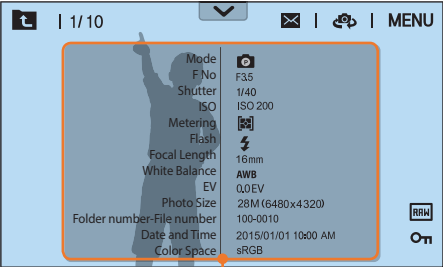 1/10 MENU
Mode P
F No F3.5
Shutter 1/40
ISO ISO 200
Metering
Flash
Focal Length 16mm
White Balance AWB
EV 0.0EV
Photo Size 28M (6480x4320)
Folder number-File number 100-0010
Date and Time 2015/01/01 10:00 AM
Color Space sRGB
RAW